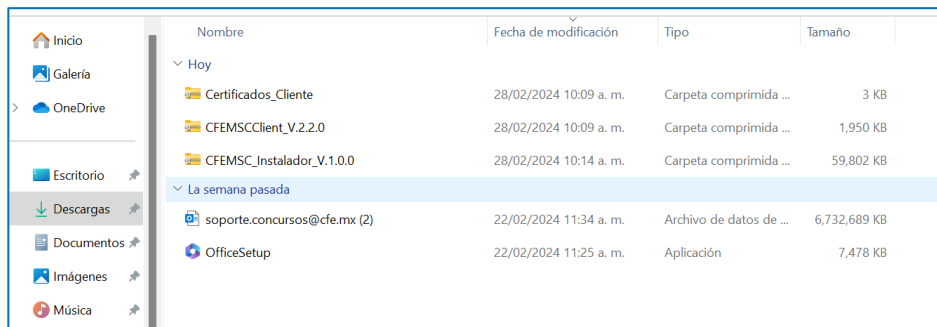 Nombre Fecha de modificación Tipo Tamaño
Inicio
Hoy
Galería
Certificados_Cliente 28/02/2024 10:09 a. m. Carpeta comprimida ... 3 KB
OneDrive
CFEMSCClient_V.2.2.0 28/02/2024 10:09 a. m. Carpeta comprimida ... 1,950 KB
CFEMSC_Instalador_V.1.0.0 28/02/2024 10:14 a. m. Carpeta comprimida ... 59,802 KB
Escritorio
La semana pasada
Descargas
soporte.concursos@cfe.mx (2) 22/02/2024 11:34 a. m. Archivo de datos de ... 6,732,689 KB
Documentos
OfficeSetup 22/02/2024 11:25 a. m. Aplicación 7,478 KB
Imágenes
Música